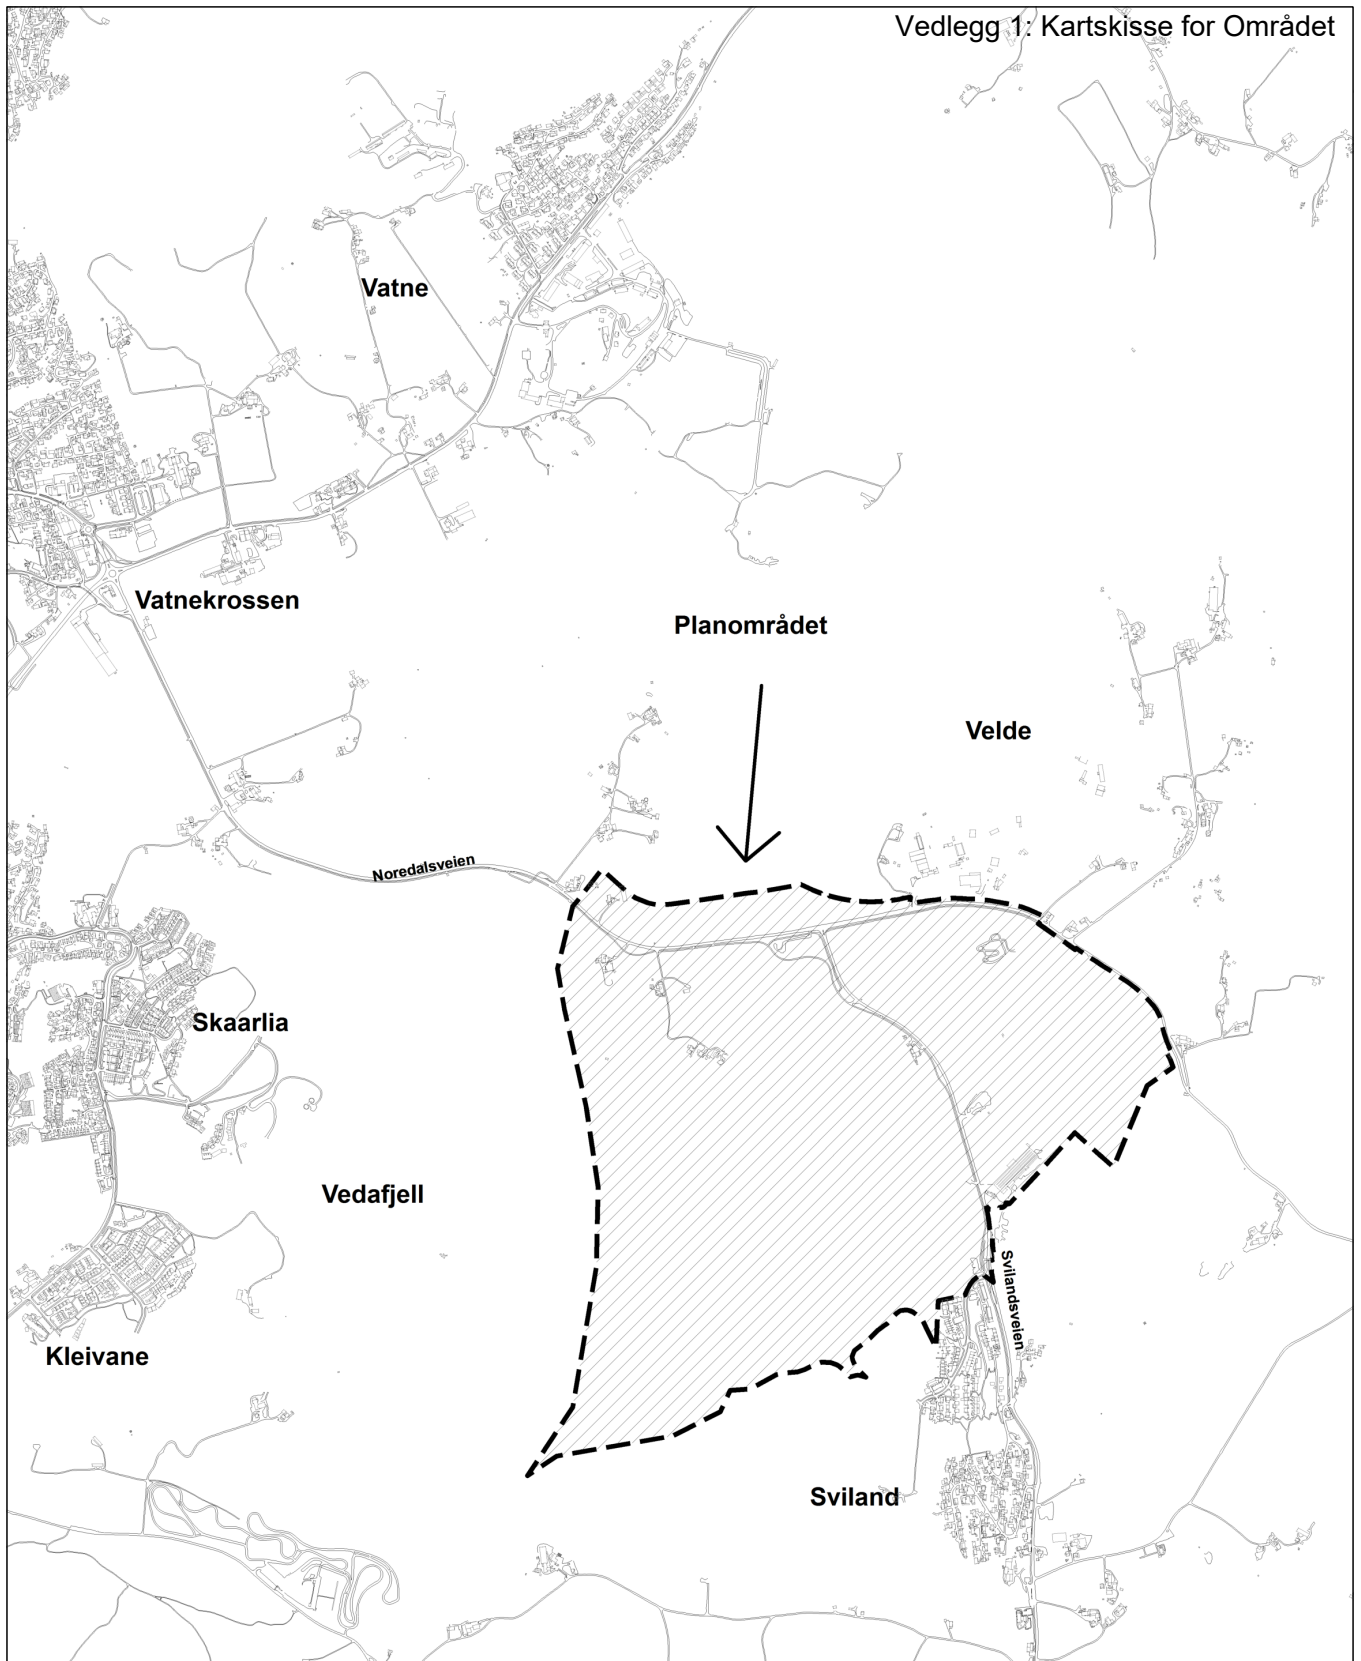 Vedlegg 1: Kartskisse for Området
Vatne
Vatnekrossen
Planområdet
Velde
Noredalsveien
Skaarlia
Vedafjell
Svilandsveien
Kleivane
Sviland